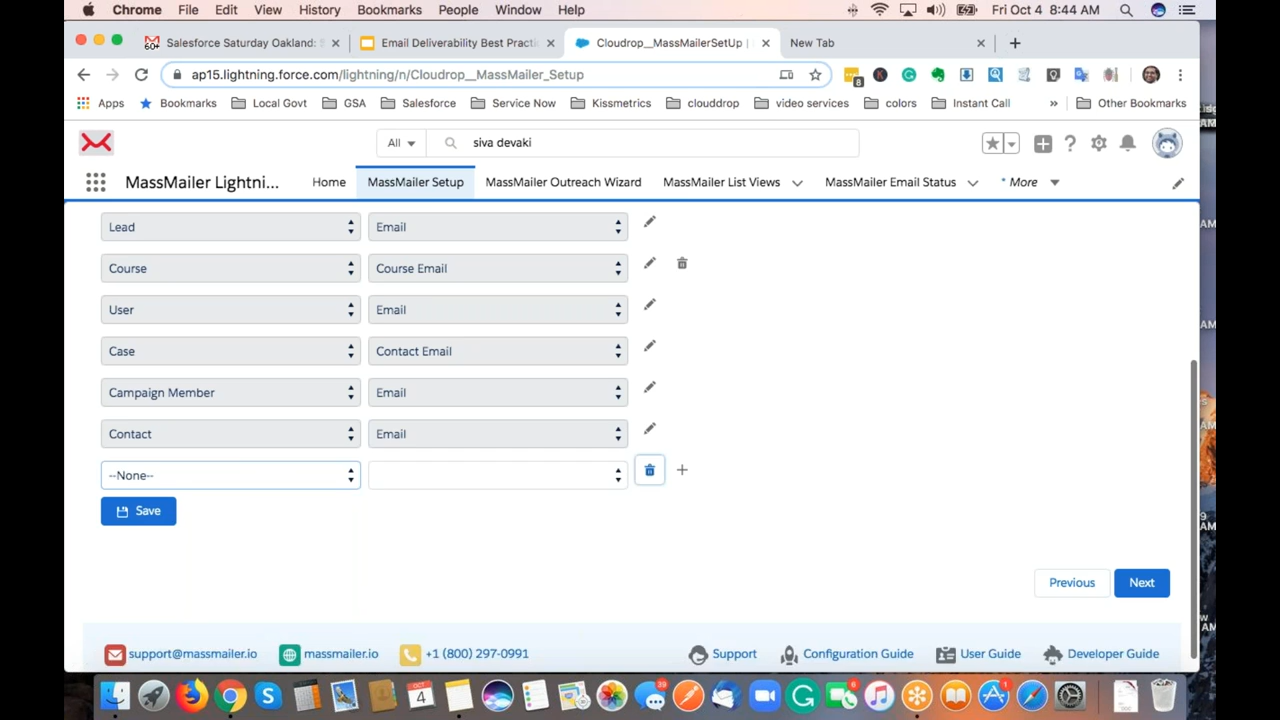 Chrome File Edit View History Bookmarks People Window Help Fri Oct 4 8:44 AM
60+ Salesforce Saturday Oakland: Email Deliverability Best Practi Cloudrop__MassMailerSetUp | New Tab
ap15.lightning.force.com/lightning/n/Cloudrop__MassMailer_Setup 8
Apps Bookmarks Local Govt GSA Salesforce Service Now Kissmetrics clouddrop video services colors Instant Call » Other Bookmarks
All siva devaki
MassMailer Lightni... Home MassMailer Setup MassMailer Outreach Wizard MassMailer List Views MassMailer Email Status * More
Lead Email
Course Course Email
User Email
Case Contact Email
Campaign Member Email
Contact Email
--None--
Save
Previous Next
support@massmailer.io massmailer.io +1 (800) 297-0991 Support Configuration Guide User Guide Developer Guide